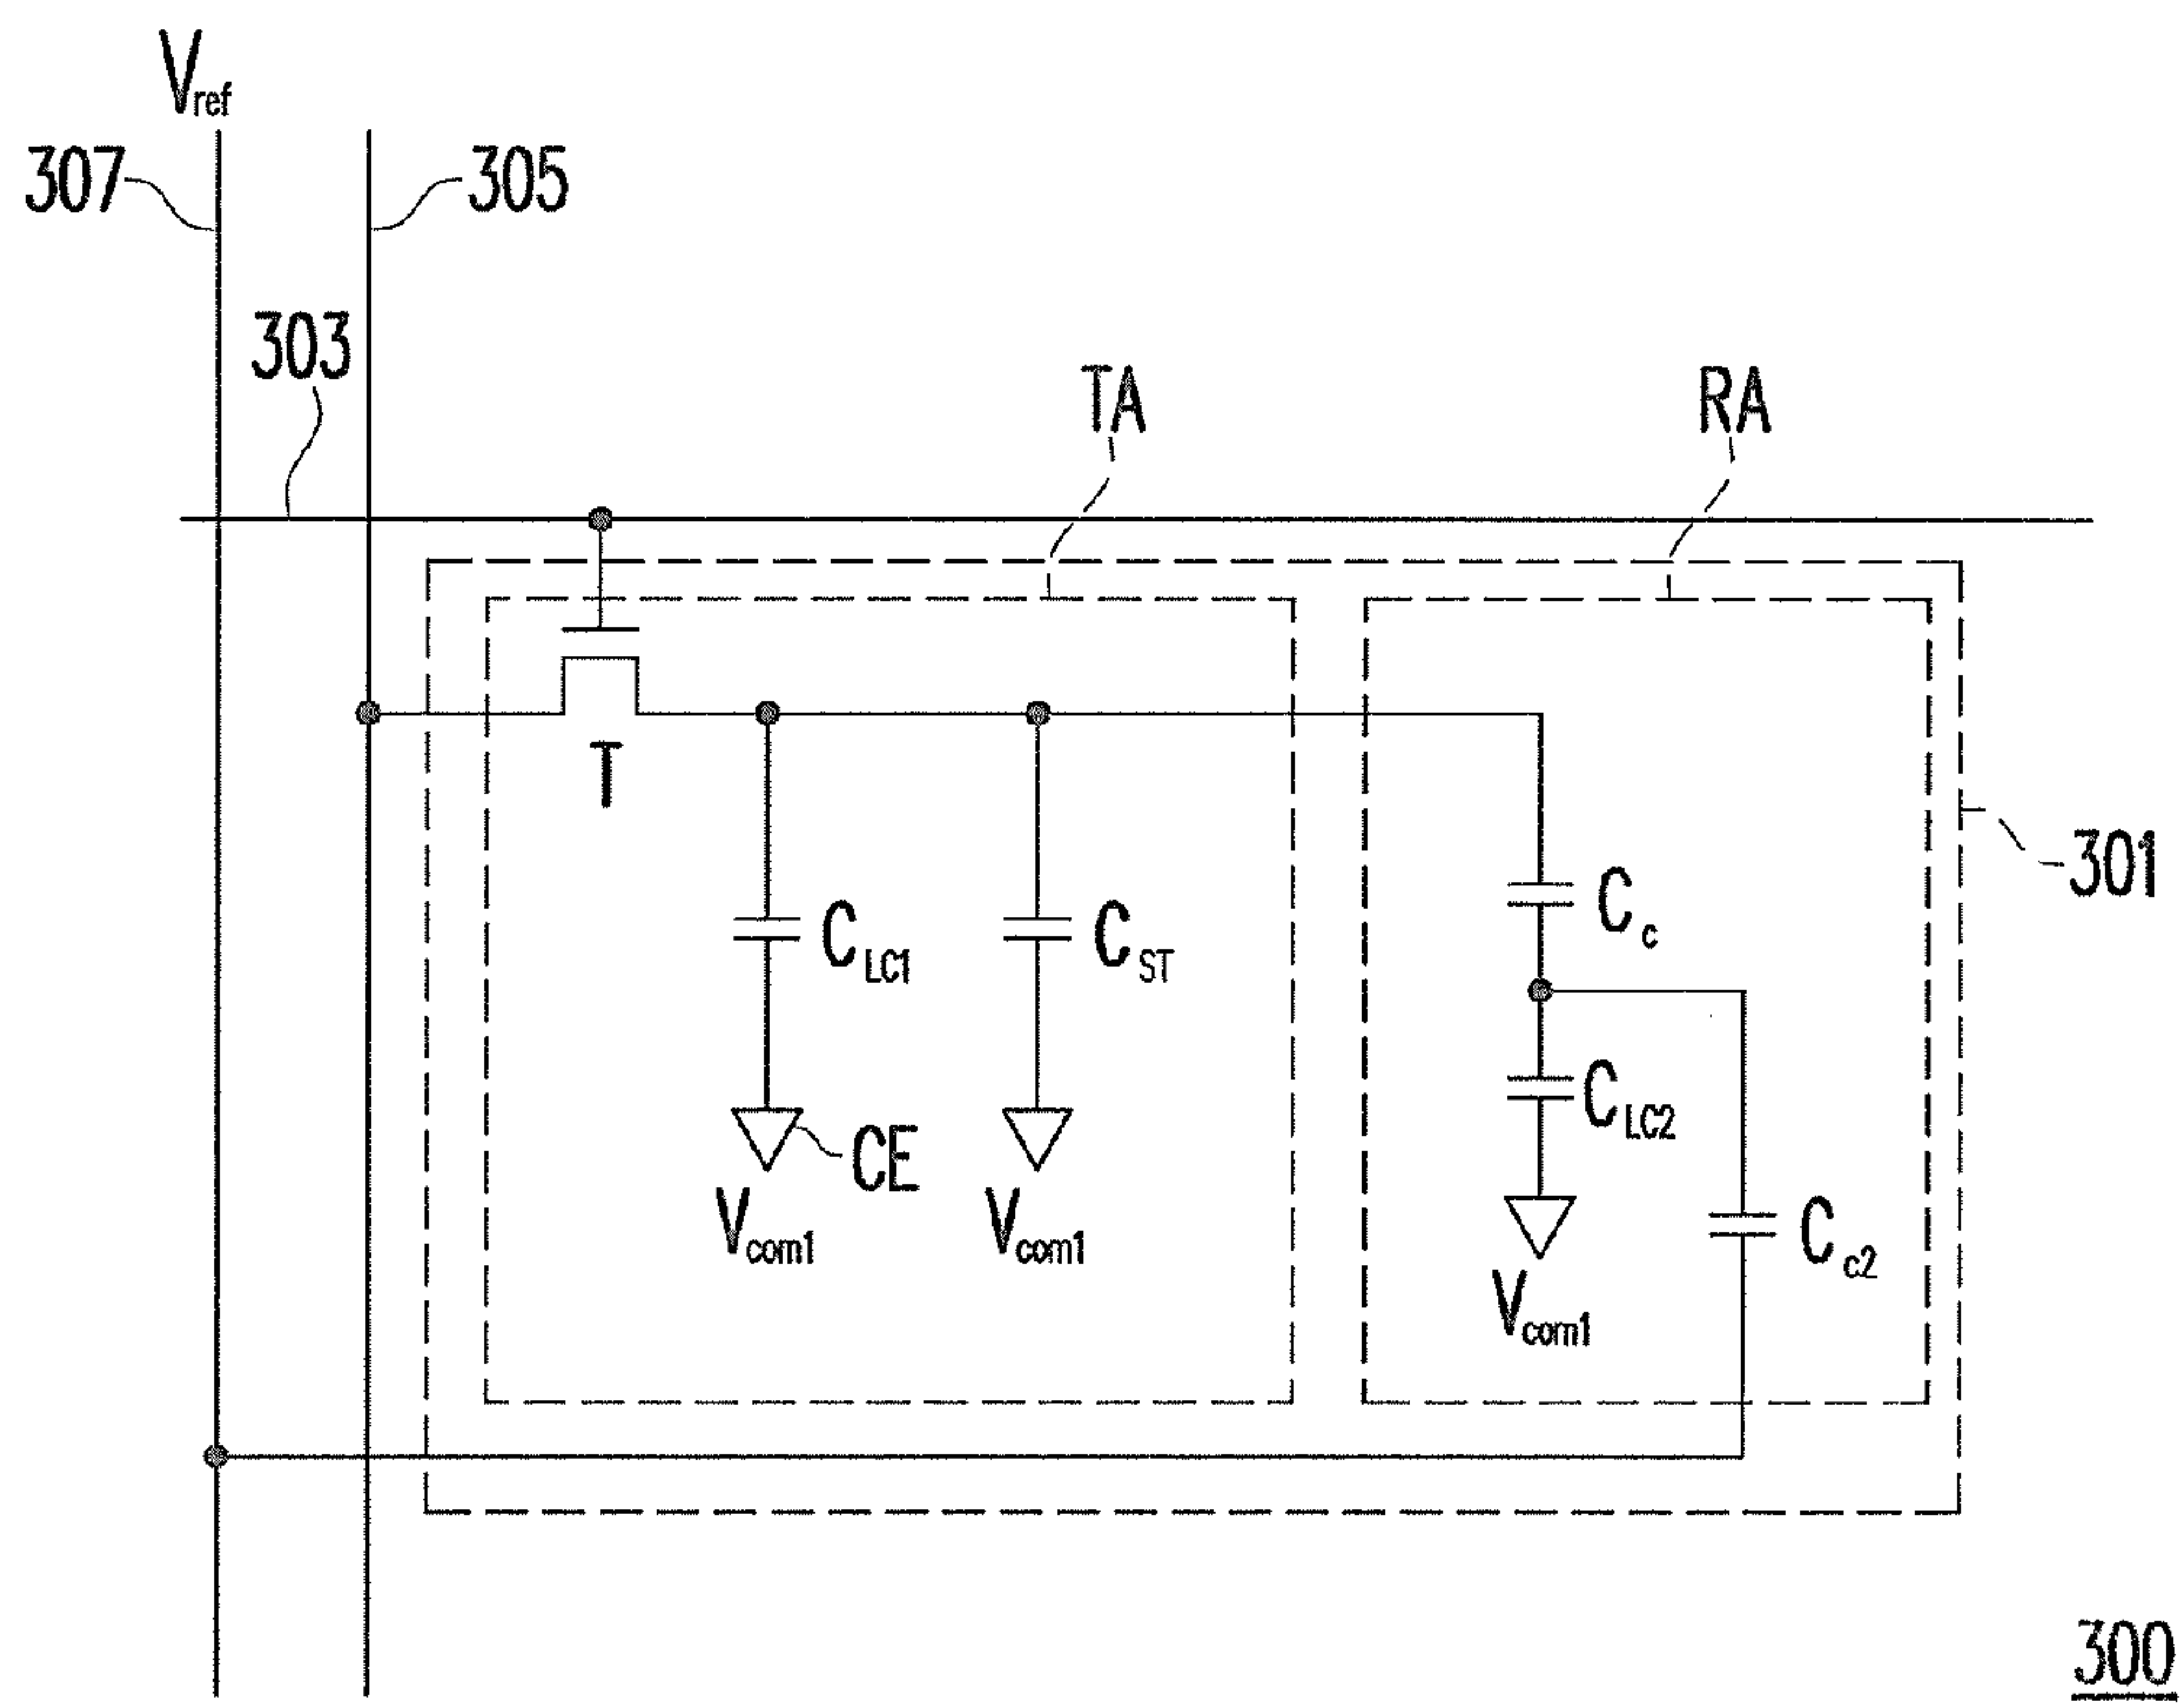 Vref
307
305
303
TA
RA
T
301
Cc
CLC1
CST
CLC2
CE
Vcom1
Vcom1
Cc2
Vcom1
300